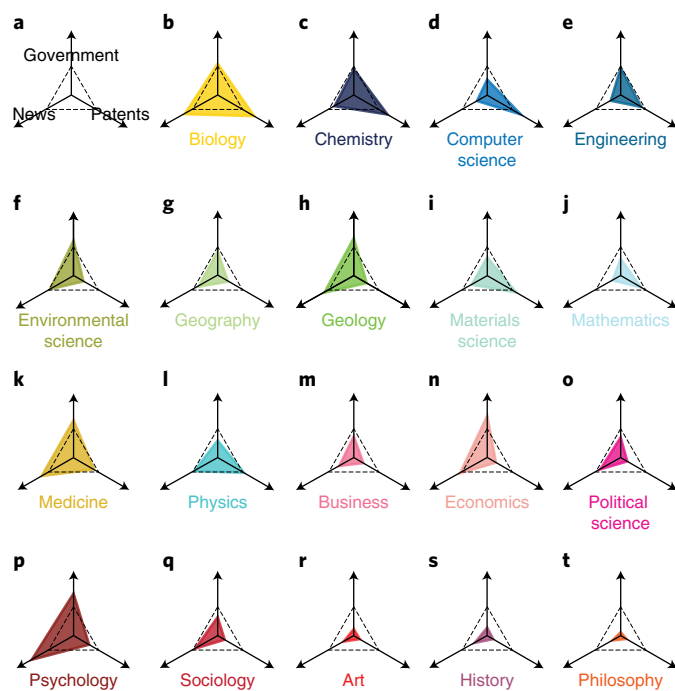 a b c d e
Government
News Patents
Biology Chemistry Computer Engineering
science
f g h i j
Environmental Geography Geology Materials Mathematics
science science
k l m n o
Medicine Physics Business Economics Political
science
p q r s t
Psychology Sociology Art History Philosophy